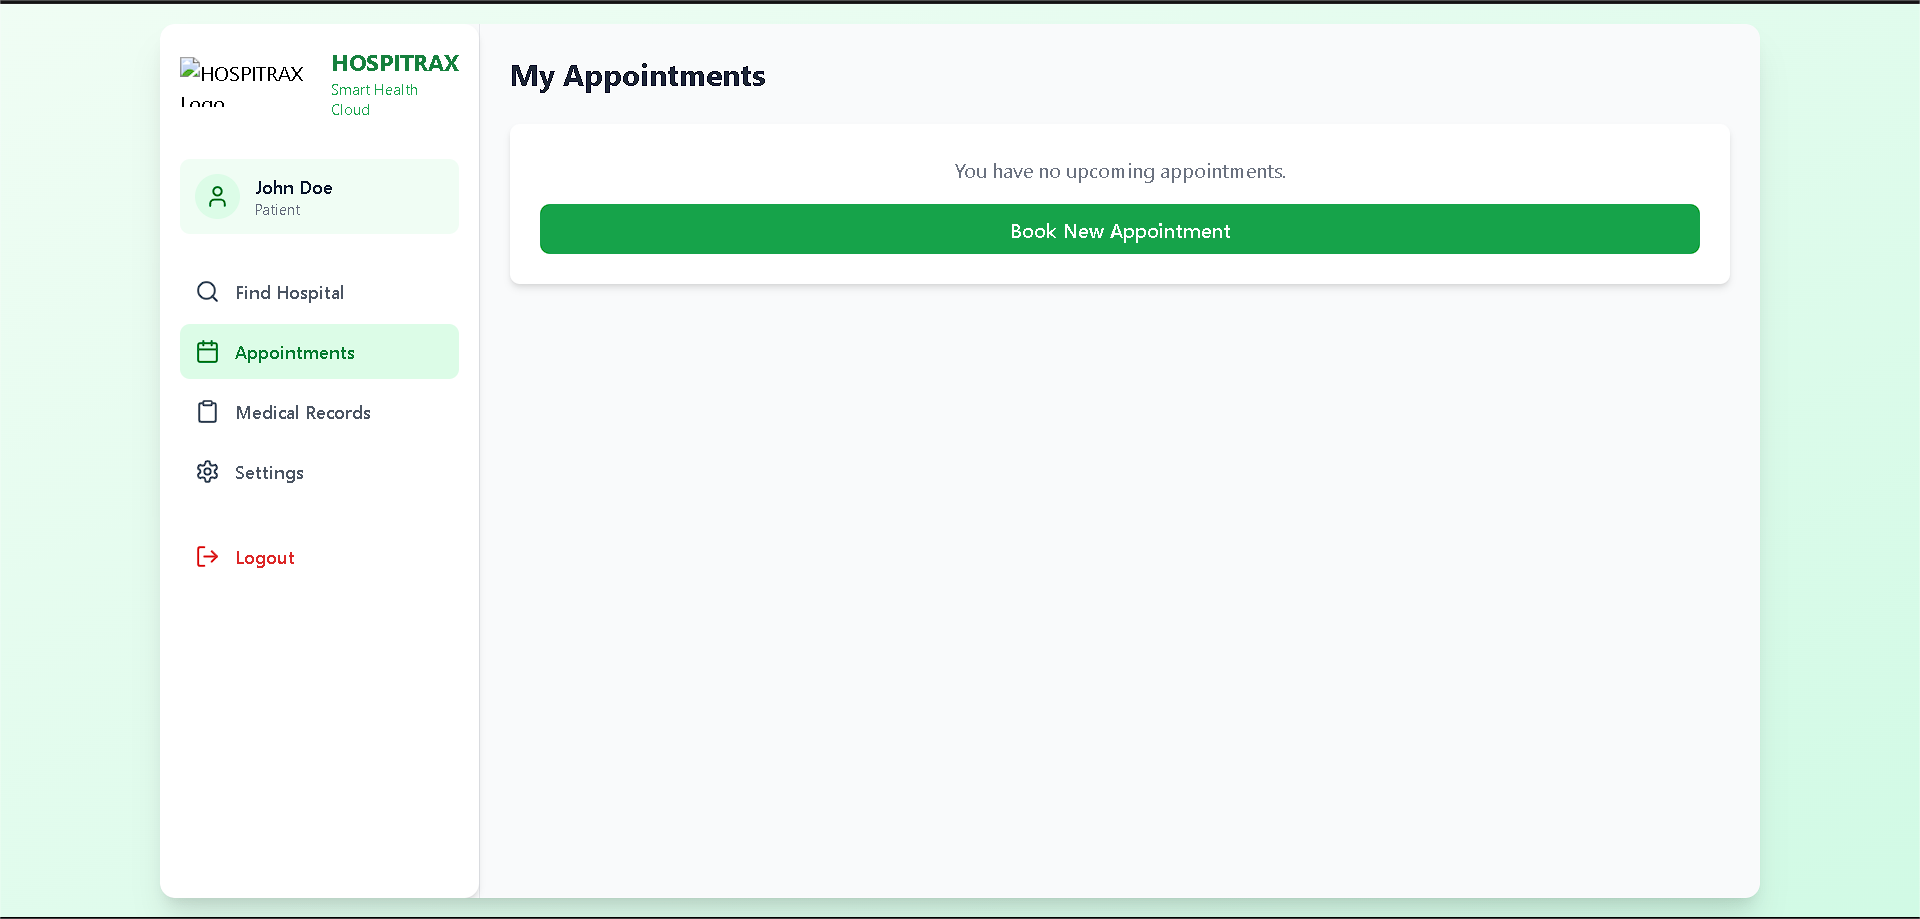 HOSPITRAX
Logo
HOSPITRAX
Smart Health
Cloud
John Doe
Patient
Find Hospital
Appointments
Medical Records
Settings
Logout
My Appointments
You have no upcoming appointments.
Book New Appointment